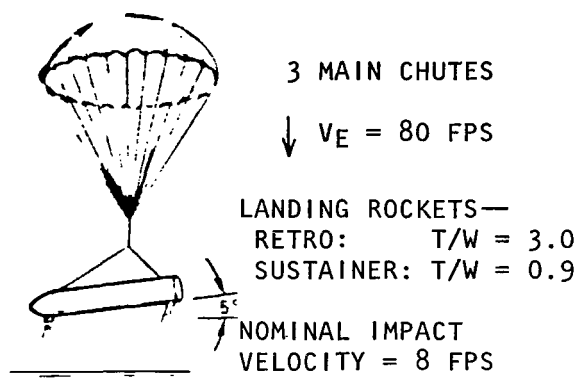 3 MAIN CHUTES
↓ VE = 80 FPS
LANDING ROCKETS—
RETRO: T/W = 3.0
SUSTAINER: T/W = 0.9
5°
NOMINAL IMPACT
VELOCITY = 8 FPS